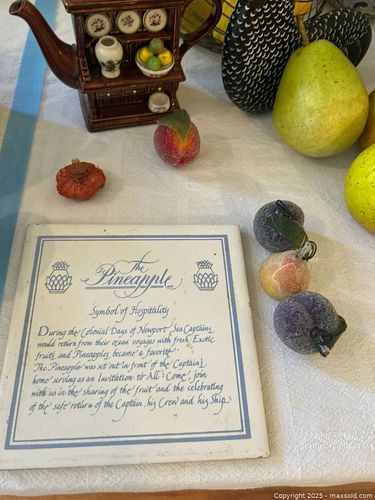 The
Pineapple
Symbol of Hospitality
During the Colonial Days of Newport Sea Captains
would return from their ocean voyages with fresh Exotic
fruits and Pineapples became a favorite.
The Pineapple was set out in front of the Captain's
home serving as an Invitation to All: Come, join
with us in the sharing of the fruit and the celebrating
of the safe return of the Captain, his Crew and his Ship.
Copyright 2025 - maxsold.com